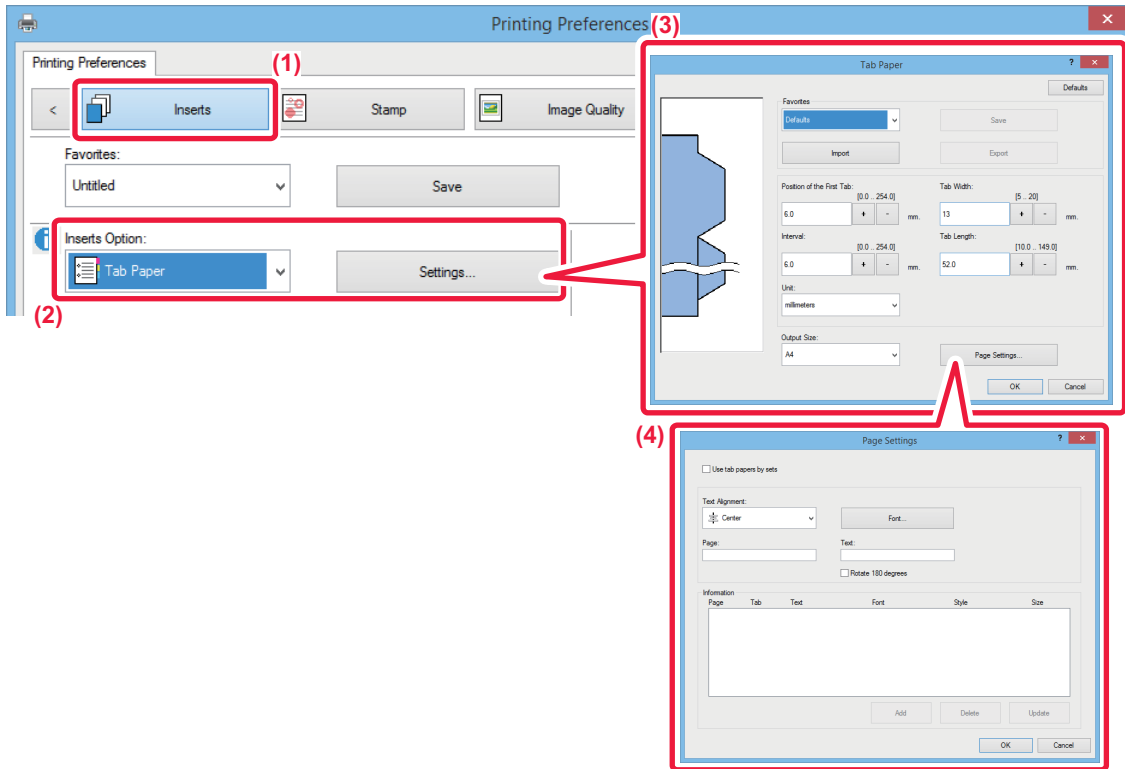 Printing Preferences
(3)
Printing Preferences
(1)
< Inserts Stamp Image Quality
Favorites:
Untitled Save
Inserts Option:
Tab Paper Settings...
(2)
Tab Paper ? ×
Defaults
Favorites
Defaults Save
Import Export
Position of the First Tab: Tab Width:
[0.0 .. 254.0] [5 .. 20]
6.0 + - mm. 13 + - mm.
Interval: Tab Length:
[0.0 .. 254.0] [10.0 .. 149.0]
6.0 + - mm. 52.0 + - mm.
Unit:
millimeters
Output Size:
A4 Page Settings...
OK Cancel
(4)
Page Settings ? ×
Use tab papers by sets
Text Alignment:
Center Font...
Page: Text:
Rotate 180 degrees
Information
Page Tab Text Font Style Size
Add Delete Update
OK Cancel